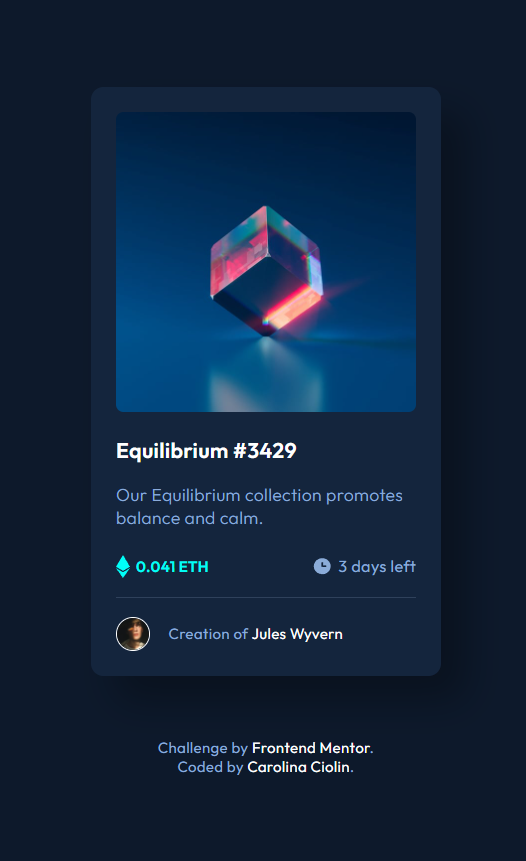 Equilibrium #3429
Our Equilibrium collection promotes
balance and calm.
0.041 ETH
3 days left
Creation of Jules Wyvern
Challenge by Frontend Mentor.
Coded by Carolina Ciolin.